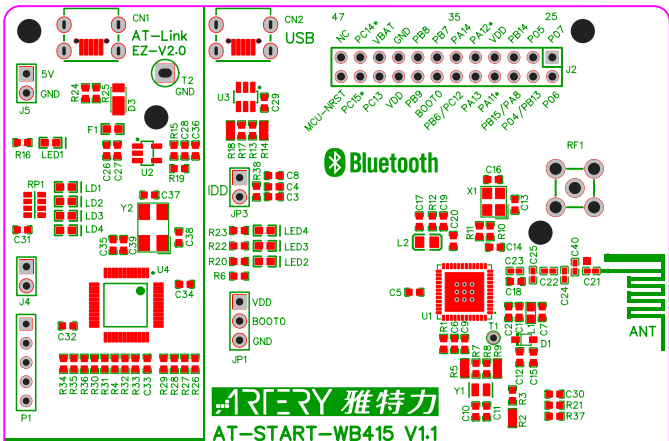 CN1
AT-Link
EZ-V2.0
CN2
USB
47
35
25
NC
PC14*
VBAT
GND
PB8
PB7
PA14
PA12*
VDD
PB14
PO5
PO7
J2
MCU-NRST
PC15*
PC13
VDD
PB9
BOOT0
PB6/PC12
PA13
PA11*
PB15/PA8
PO4/PB13
PO6
5V
GND
J5
R24
R25
D3
T2
GND
U3
C29
F1
R16
LED1
C26
C27
U2
R15
C28
C36
R19
R18
R17
R13
R14
Bluetooth
RF1
RP1
LD1
LD2
LD3
LD4
C31
C37
Y2
C35
C39
C38
IDD
R38
C8
C4
C3
JP3
R23
R22
R20
R6
LED4
LED3
LED2
C16
X1
C13
C17
R12
C19
L2
C20
R11
R10
C14
J4
U4
C34
C32
C5
U1
C23
C25
C18
C22
C24
C40
C21
ANT
VDD
BOOT0
GND
JP1
R1
C6
C9
T1
C2
C1
L1
C7
D1
C12
C15
P1
R34
R35
R36
R30
R31
R4
R32
R33
C33
R29
R28
R27
R26
R5
R7
R8
R9
Y1
C10
C11
R3
R2
C30
R21
R37
ARTERY 雅特力
AT-START-WB415 V1.1